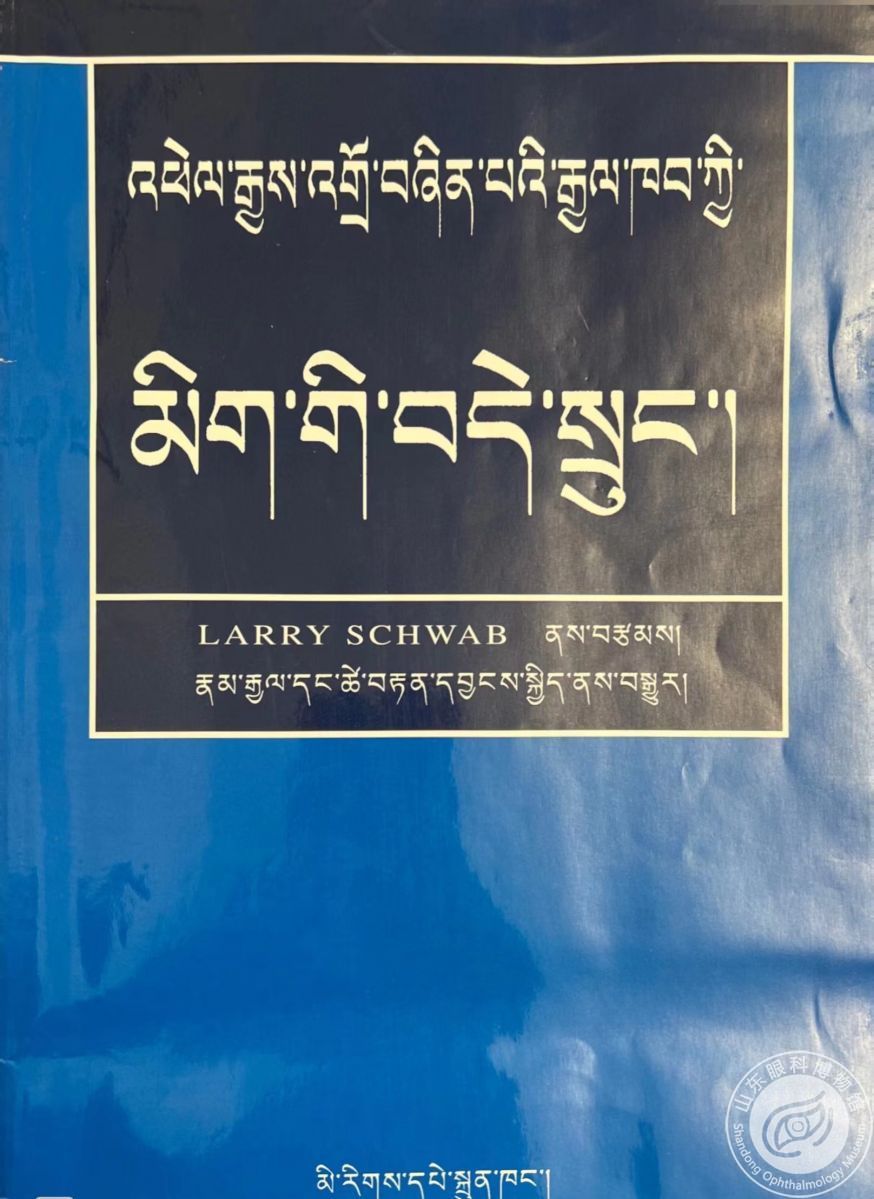 འཕེལ་རྒྱས་འགྲོ་བཞིན་པའི་རྒྱལ་ཁབ་ཀྱི་
མིག་གི་བདེ་སྲུང་།
LARRY SCHWAB ནས་བརྩམས།
རྣམ་རྒྱལ་དང་ཚེ་བརྟན་དབྱངས་སྐྱིད་ནས་བསྒྱུར།
མི་རིགས་དཔེ་སྐྲུན་ཁང་།
山东眼科博物馆
Shandong Ophthalmology Museum